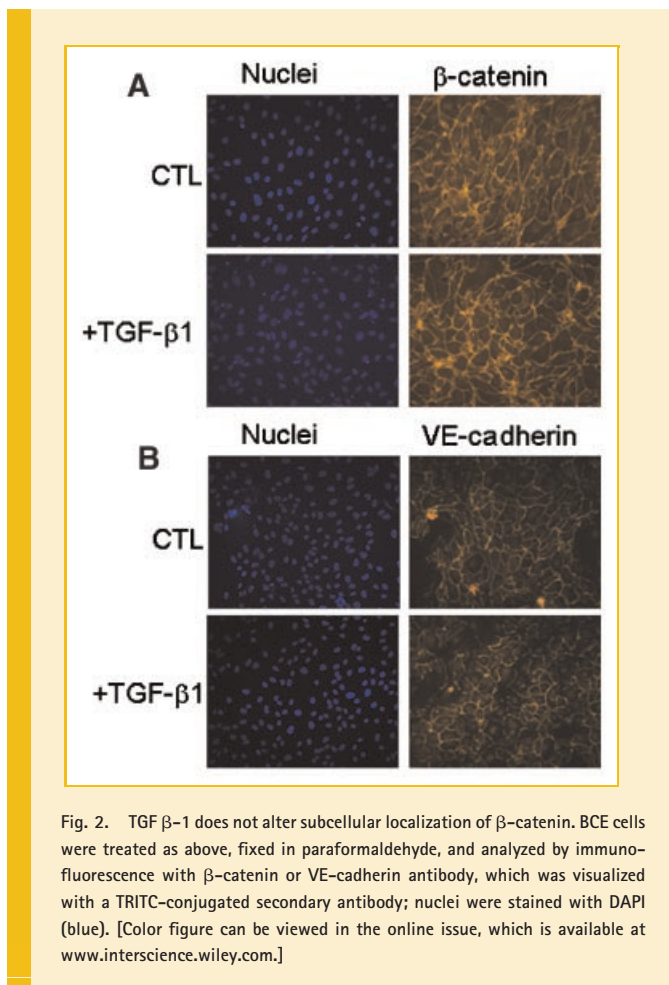 A
Nuclei
β-catenin
CTL
+TGF-β1
B
Nuclei
VE-cadherin
CTL
+TGF-β1
Fig. 2. TGF β-1 does not alter subcellular localization of β-catenin. BCE cells
were treated as above, fixed in paraformaldehyde, and analyzed by immuno-
fluorescence with β-catenin or VE-cadherin antibody, which was visualized
with a TRITC-conjugated secondary antibody; nuclei were stained with DAPI
(blue). [Color figure can be viewed in the online issue, which is available at
www.interscience.wiley.com.]